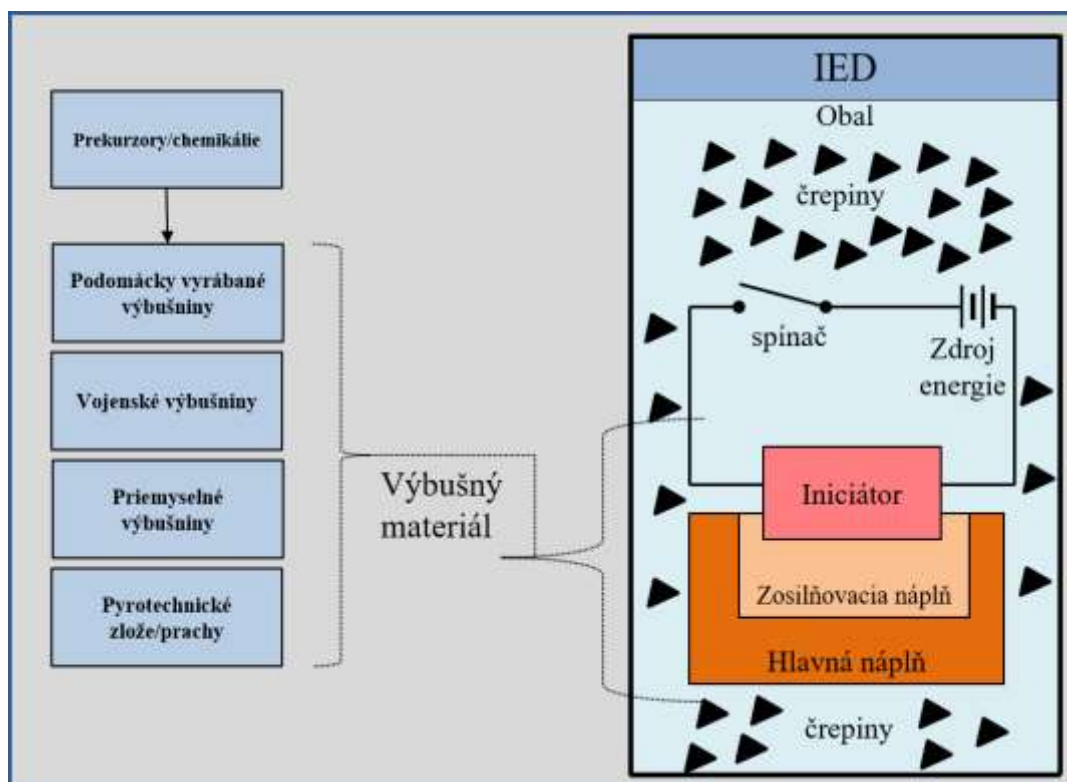 Prekurzory/chemikálie
Podomácky vyrábané
výbušniny
Vojenské výbušniny
Priemyselné
výbušniny
Pyrotechnické
zlože/prachy
Výbušný
materiál
IED
Obal
črepiny
spínač
Zdroj
energie
Iniciátor
Zosilňovacia náplň
Hlavná náplň
črepiny